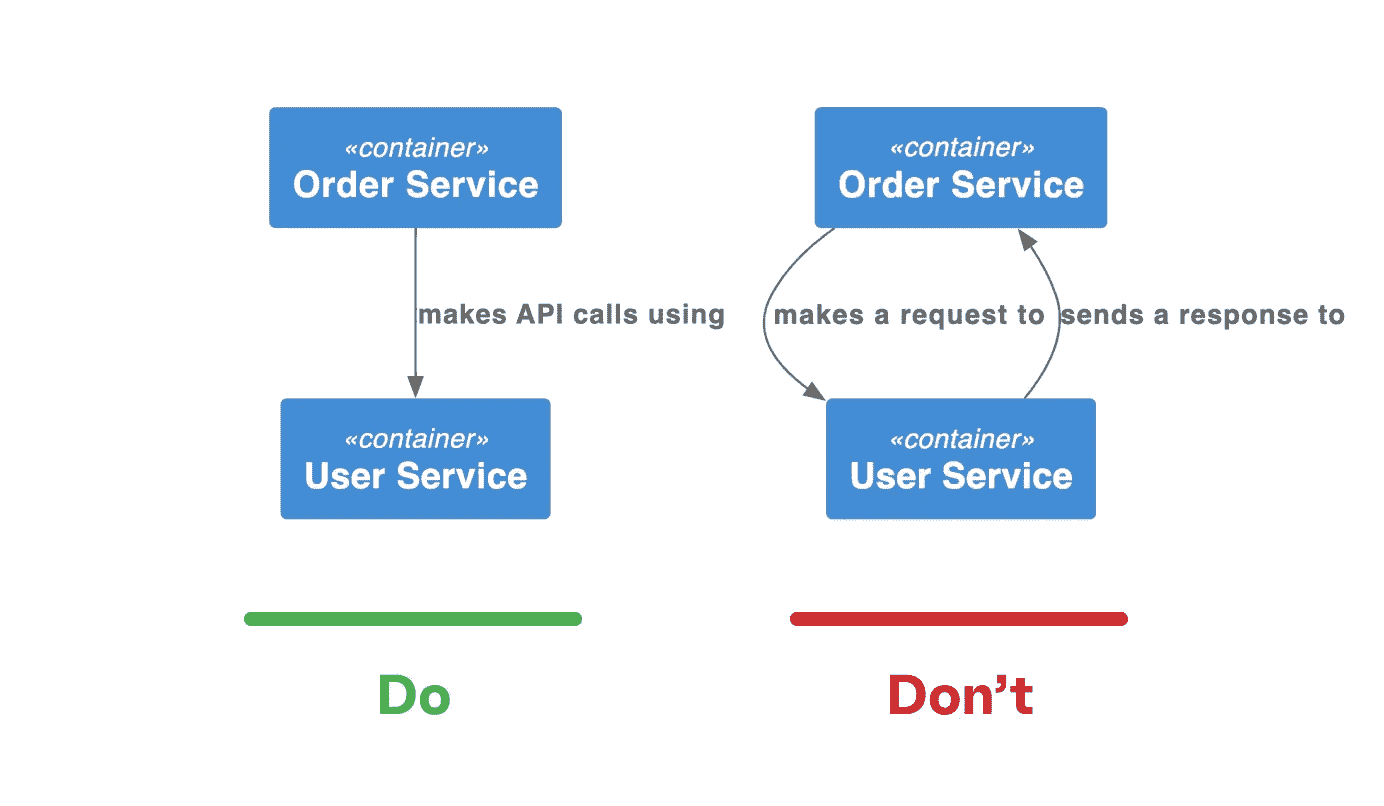 «container»
Order Service
makes API calls using
«container»
User Service
Do
«container»
Order Service
makes a request to
sends a response to
«container»
User Service
Don’t